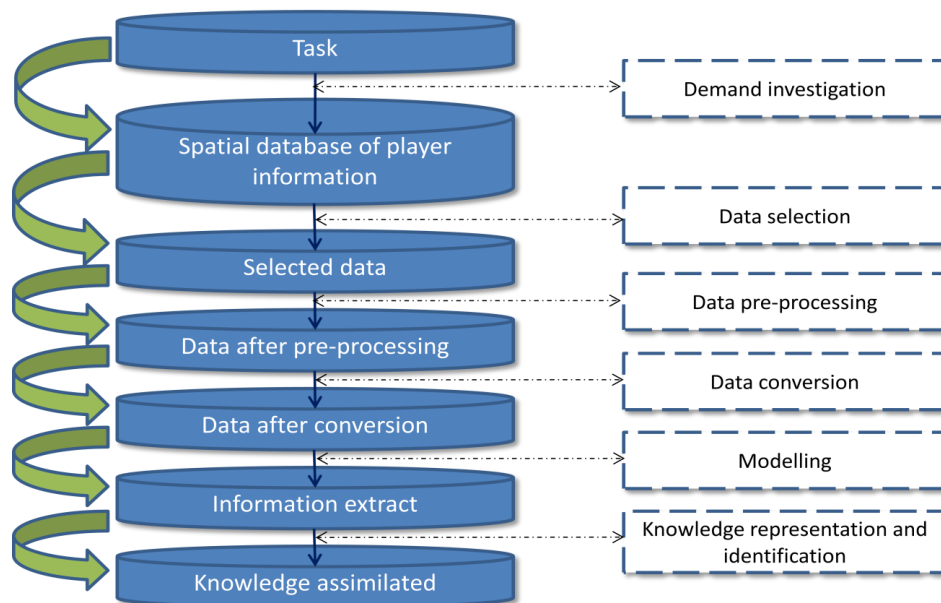 Task
Demand investigation
Spatial database of player
information
Data selection
Selected data
Data pre-processing
Data after pre-processing
Data conversion
Data after conversion
Modelling
Information extract
Knowledge representation and
identification
Knowledge assimilated